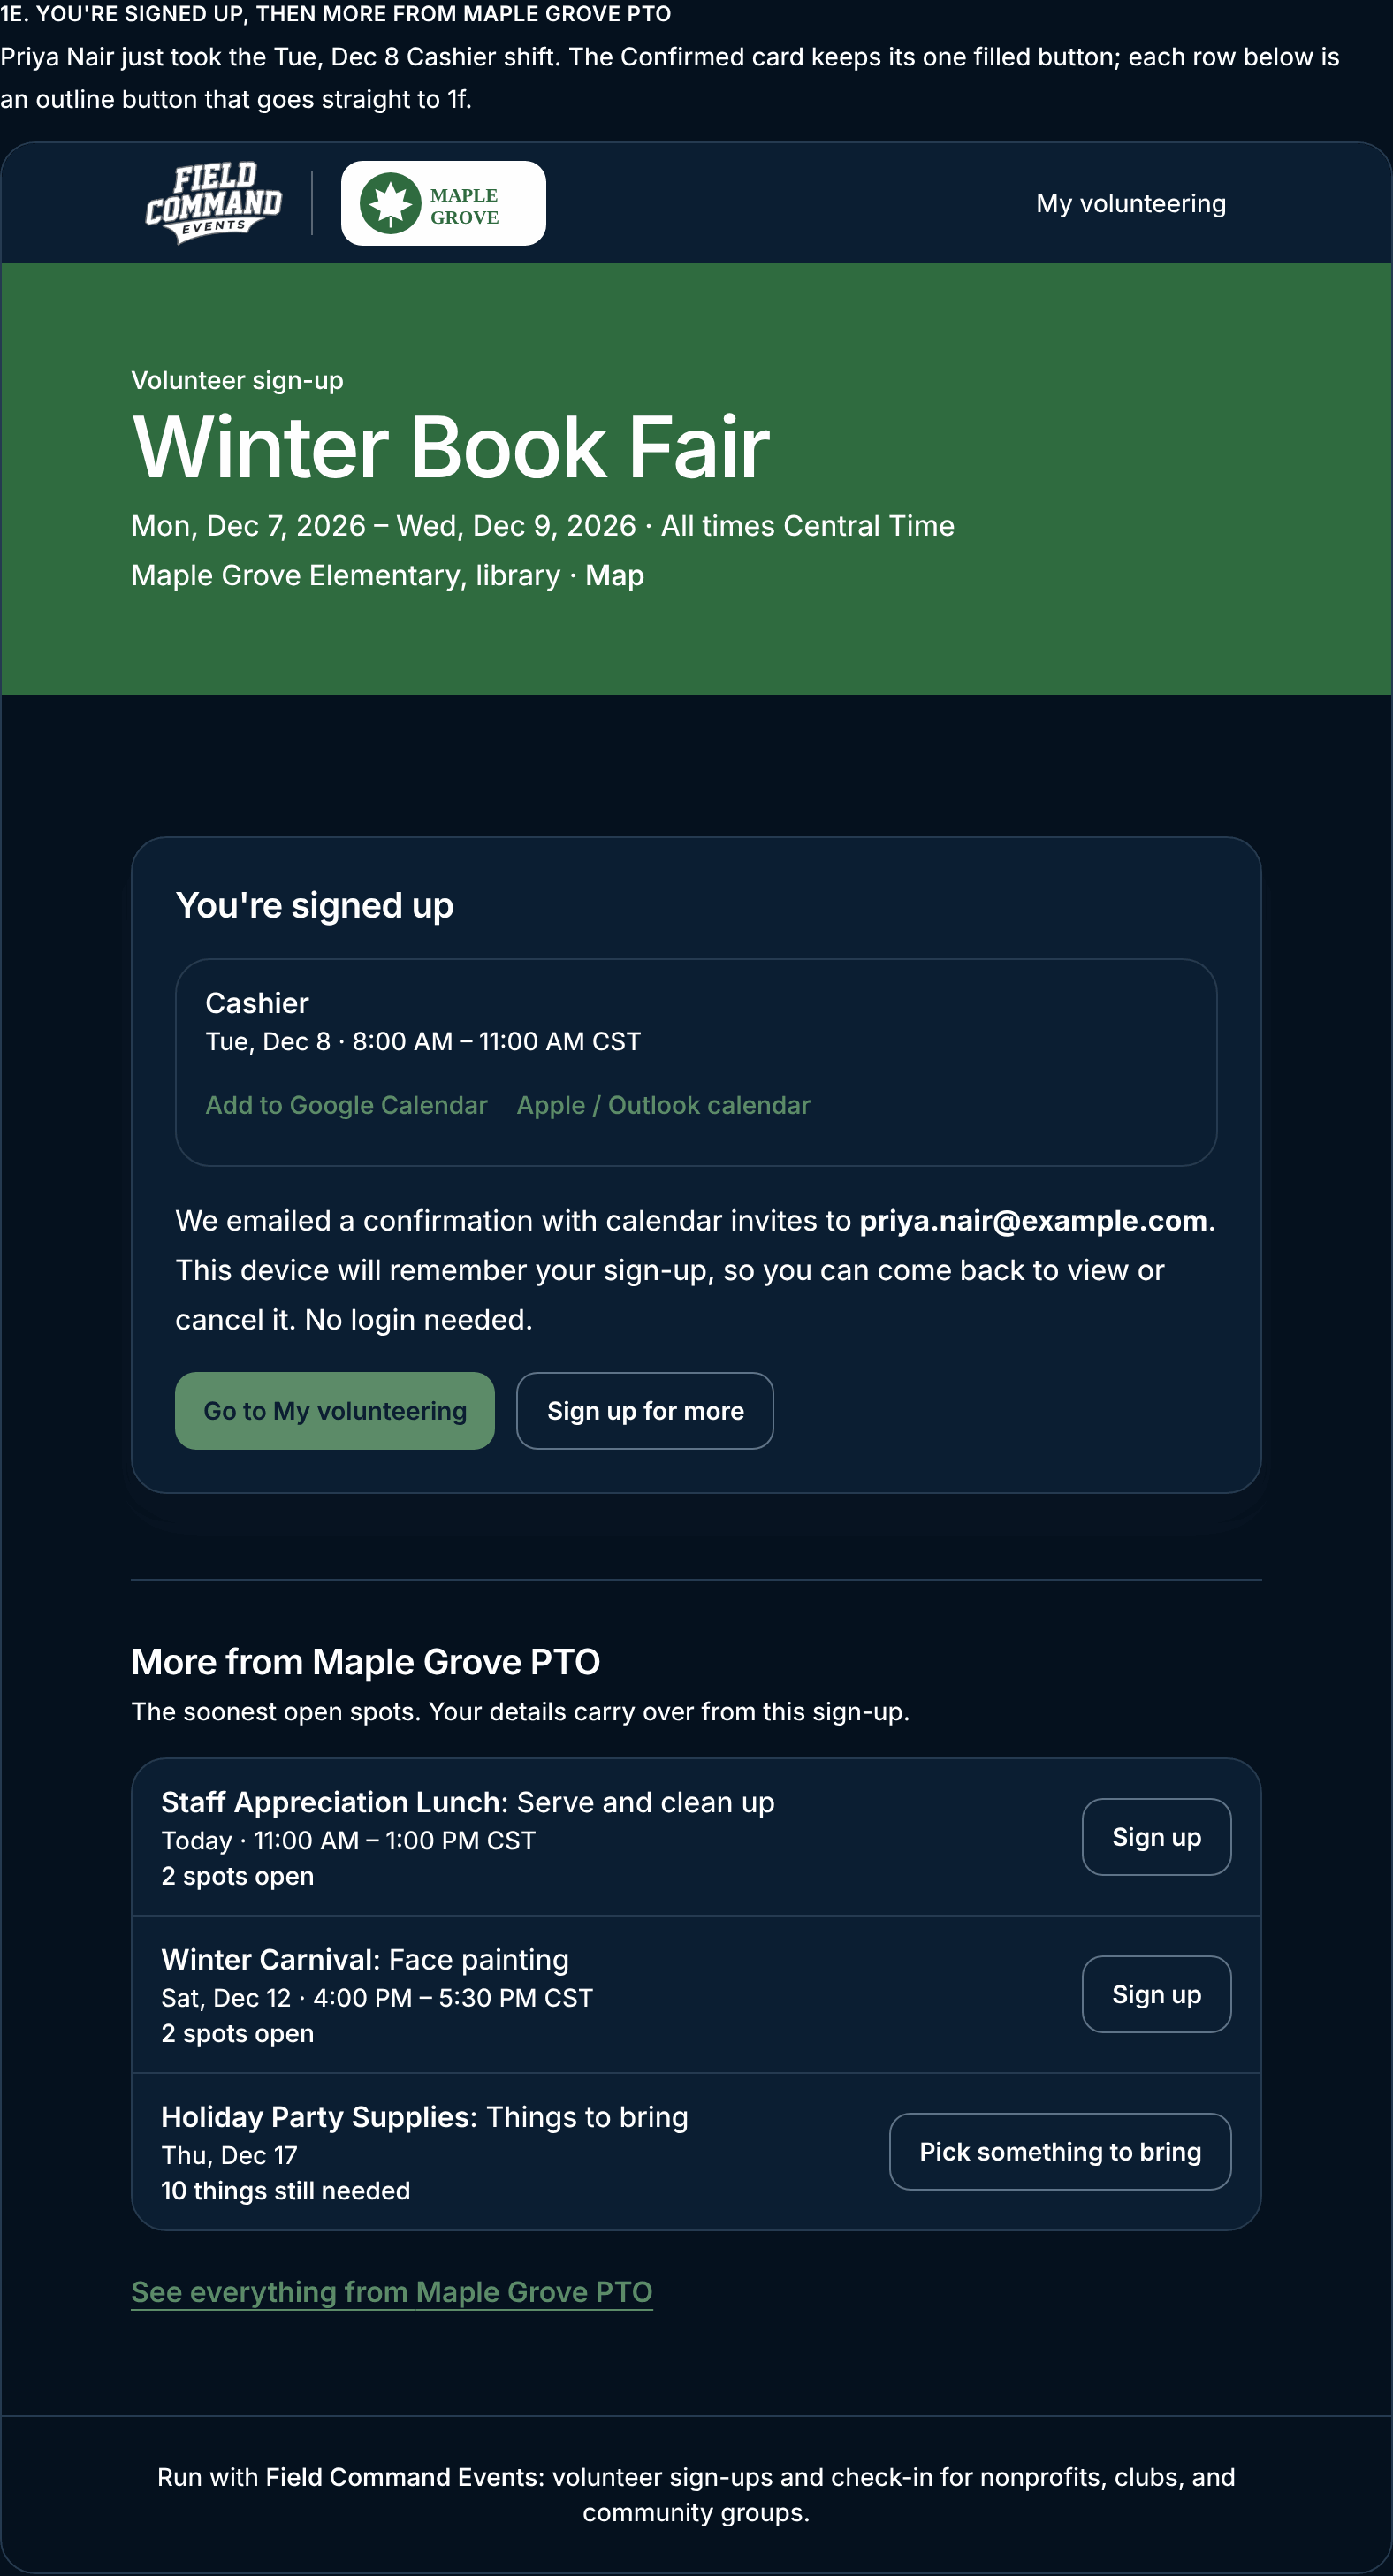 1E. YOU'RE SIGNED UP, THEN MORE FROM MAPLE GROVE PTO
Priya Nair just took the Tue, Dec 8 Cashier shift. The Confirmed card keeps its one filled button; each row below is
an outline button that goes straight to 1f.
FIELD
COMMAND
EVENTS
MAPLE
GROVE
My volunteering
Volunteer sign-up
Winter Book Fair
Mon, Dec 7, 2026 – Wed, Dec 9, 2026 · All times Central Time
Maple Grove Elementary, library · Map
You're signed up
Cashier
Tue, Dec 8 · 8:00 AM – 11:00 AM CST
Add to Google Calendar Apple / Outlook calendar
We emailed a confirmation with calendar invites to priya.nair@example.com.
This device will remember your sign-up, so you can come back to view or
cancel it. No login needed.
Go to My volunteering Sign up for more
More from Maple Grove PTO
The soonest open spots. Your details carry over from this sign-up.
Staff Appreciation Lunch: Serve and clean up
Today · 11:00 AM – 1:00 PM CST
2 spots open
Sign up
Winter Carnival: Face painting
Sat, Dec 12 · 4:00 PM – 5:30 PM CST
2 spots open
Sign up
Holiday Party Supplies: Things to bring
Thu, Dec 17
10 things still needed
Pick something to bring
See everything from Maple Grove PTO
Run with Field Command Events: volunteer sign-ups and check-in for nonprofits, clubs, and
community groups.